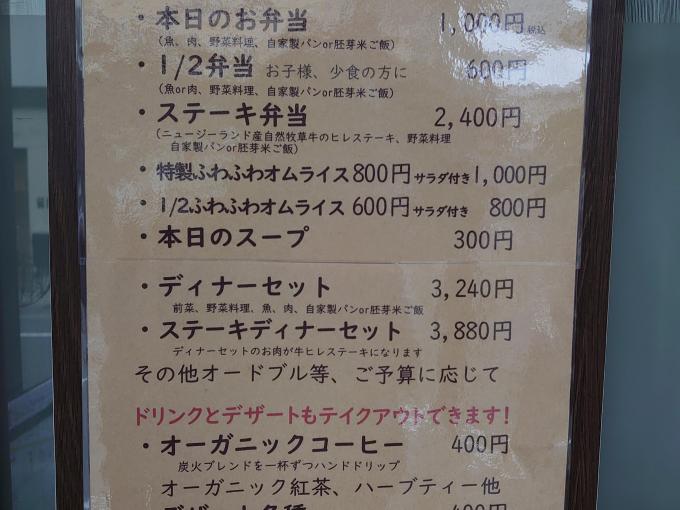 ・本日のお弁当 1,000円税込
(魚、肉、野菜料理、自家製パンor胚芽米ご飯)
・1/2弁当 お子様、少食の方に 600円
(魚or肉、野菜料理、自家製パンor胚芽米ご飯)
・ステーキ弁当 2,400円
(ニュージーランド産自然牧草牛のヒレステーキ、野菜料理
自家製パンor胚芽米ご飯)
・特製ふわふわオムライス 800円 サラダ付き 1,000円
・1/2ふわふわオムライス 600円 サラダ付き 800円
・本日のスープ 300円
・ディナーセット 3,240円
前菜、野菜料理、魚、肉、自家製パンor胚芽米ご飯
・ステーキディナーセット 3,880円
ディナーセットのお肉が牛ヒレステーキになります
その他オードブル等、ご予算に応じて
ドリンクとデザートもテイクアウトできます!
・オーガニックコーヒー 400円
炭火ブレンドを一杯ずつハンドドリップ
オーガニック紅茶、ハーブティー他